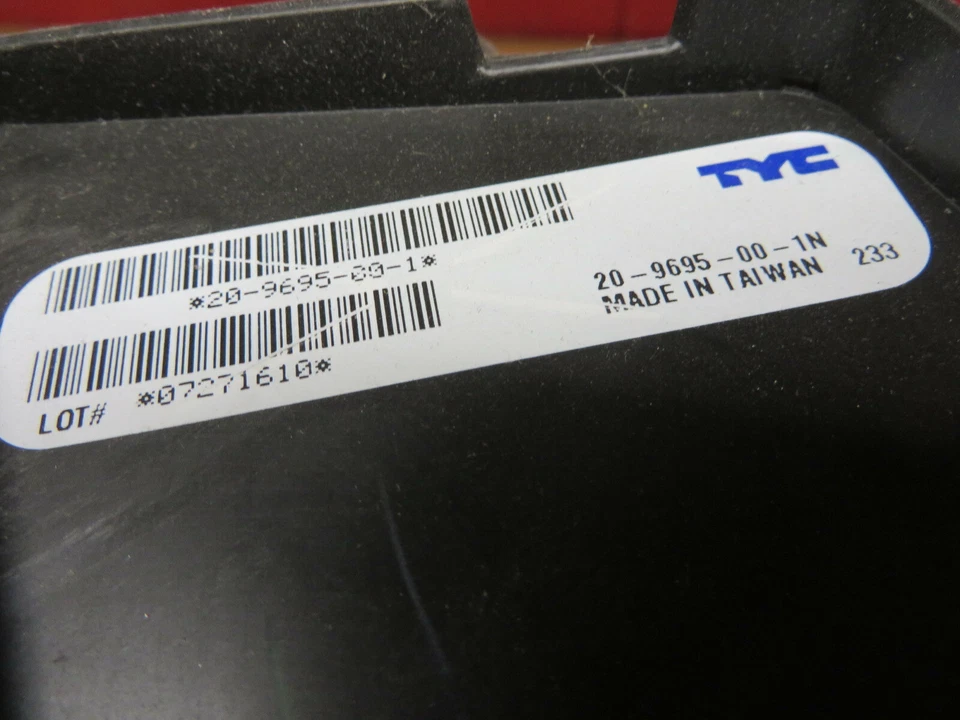 TYC
*20-9695-00-1*
20-9695-00-1N
MADE IN TAIWAN 233
*07271610*
LOT#